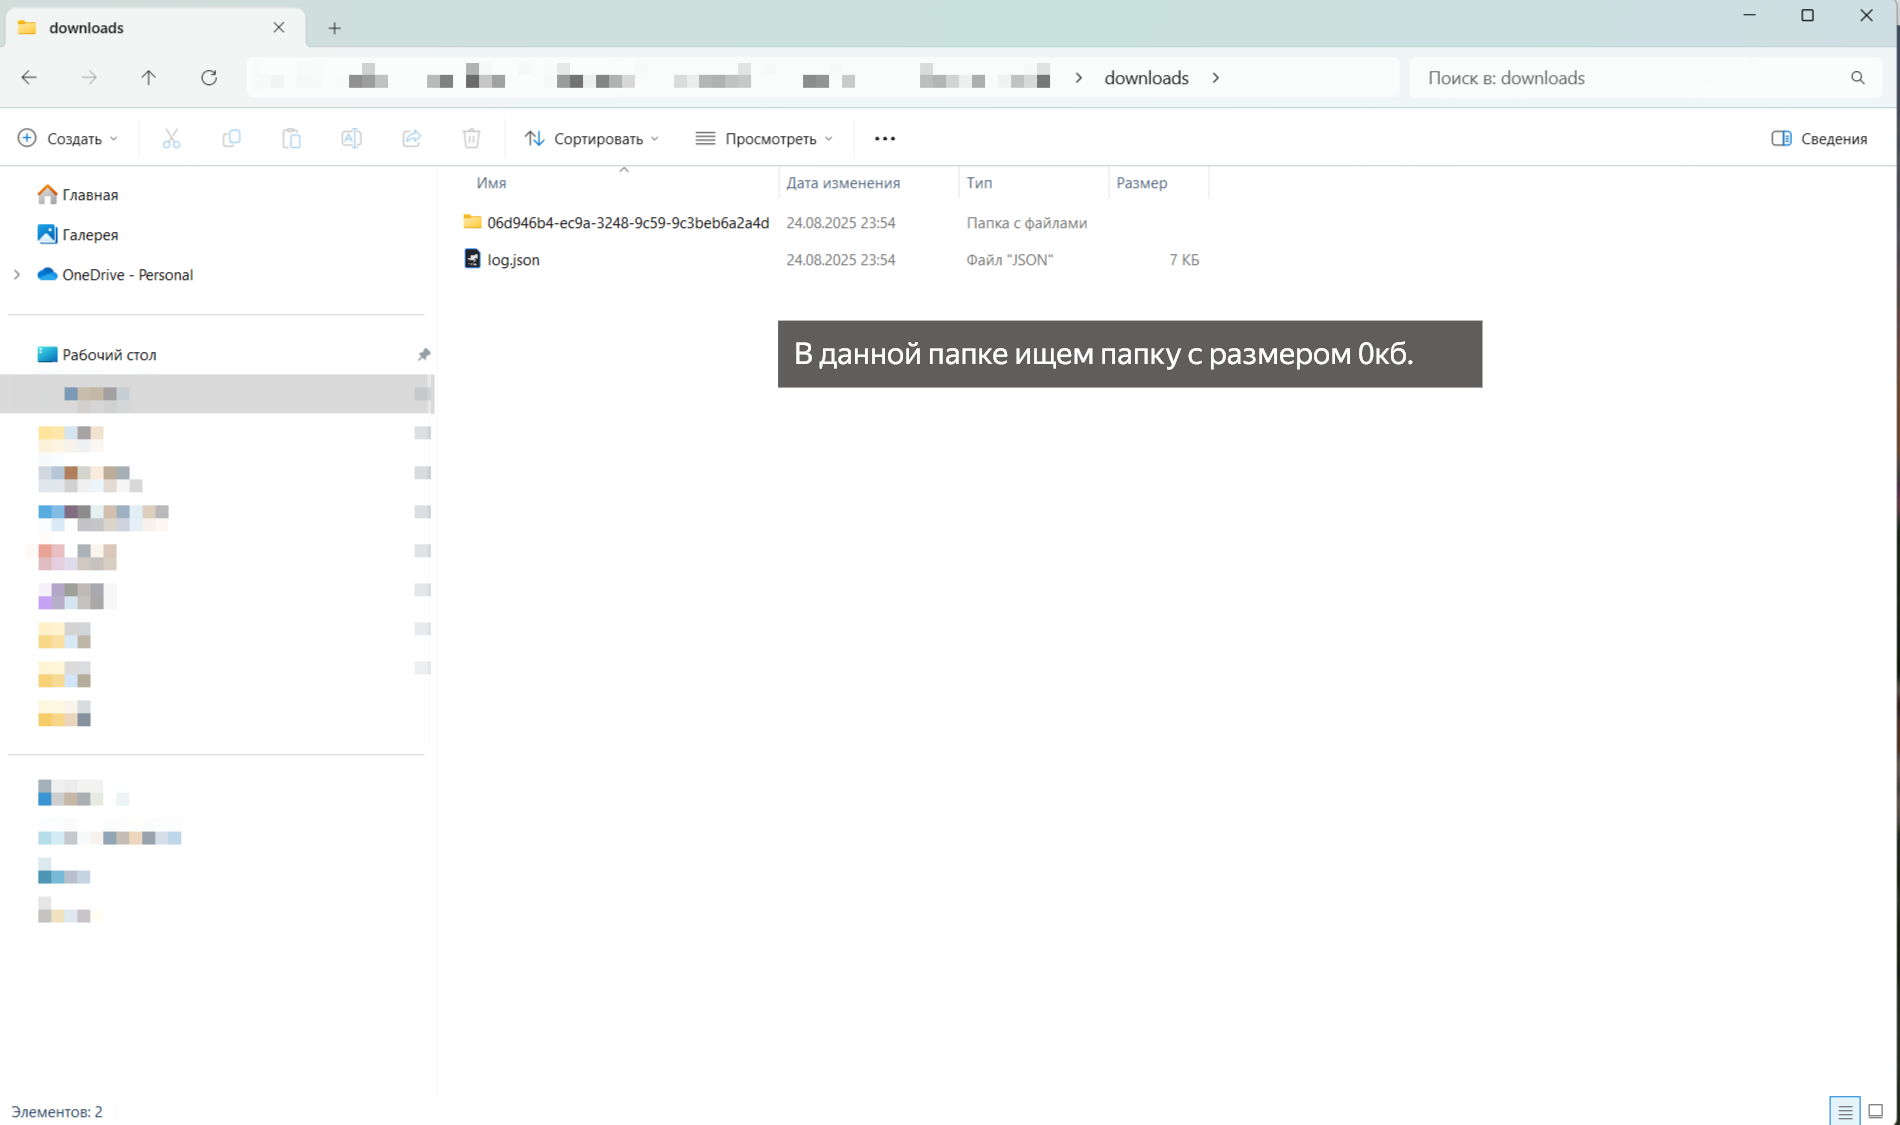 downloads
downloads
Поиск в: downloads
Создать
Сортировать
Просмотреть
Сведения
Имя
Дата изменения
Тип
Размер
Главная
Галерея
OneDrive - Personal
Рабочий стол
06d946b4-ec9a-3248-9c59-9c3beb6a2a4d 24.08.2025 23:54 Папка с файлами
log.json 24.08.2025 23:54 Файл "JSON" 7 КБ
В данной папке ищем папку с размером 0кб.
Элементов: 2